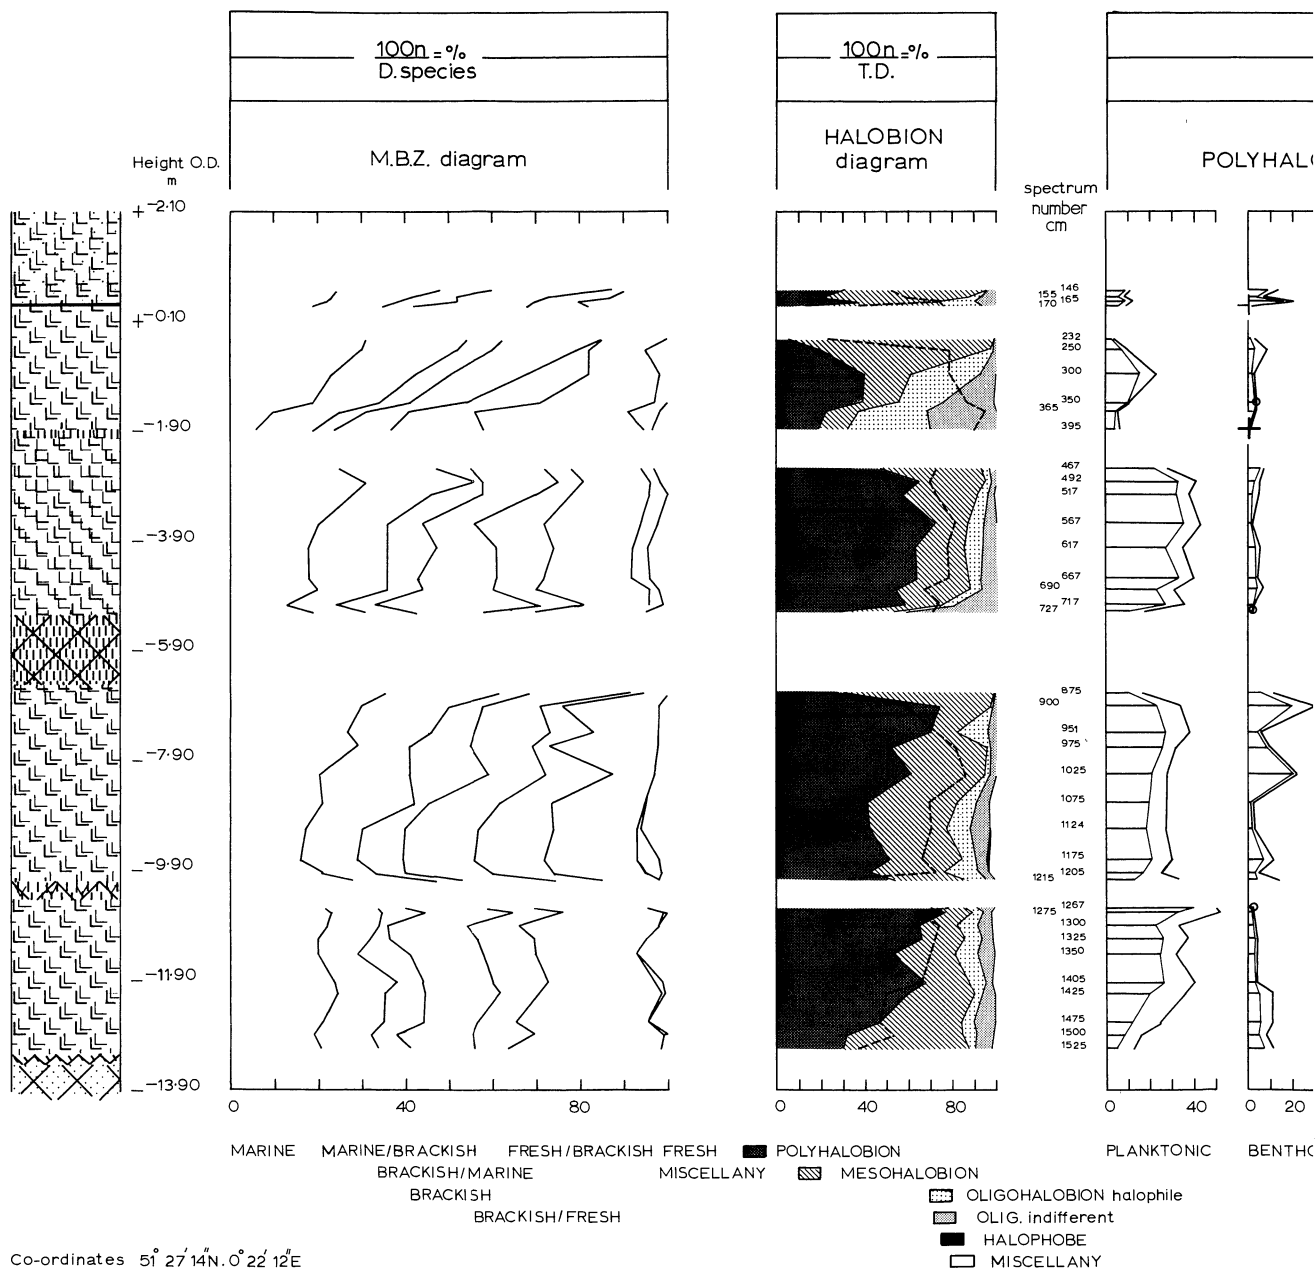 100n = %
D. species
100n = %
T.D.
M.B.Z. diagram
HALOBION
diagram
POLYHALO
Height O.D.
m
spectrum
number
cm
+ -2·10
+ -0·10
-1·90
-3·90
-5·90
-7·90
-9·90
-11·90
-13·90
146
155 165
170
232
250
300
350
365
395
467
492
517
567
617
667
690
717
727
875
900
951
975
1025
1075
1124
1175
1205
1215
1267
1275
1300
1325
1350
1405
1425
1475
1500
1525
0 40 80
0 80
0 40
0 20
MARINE MARINE/BRACKISH FRESH/BRACKISH FRESH
BRACKISH/MARINE MISCELLANY
BRACKISH
BRACKISH/FRESH
POLYHALOBION
MESOHALOBION
OLIGOHALOBION halophile
OLIG. indifferent
HALOPHOBE
MISCELLANY
PLANKTONIC BENTHO
Co-ordinates 51° 27' 14"N. 0° 22' 12"E